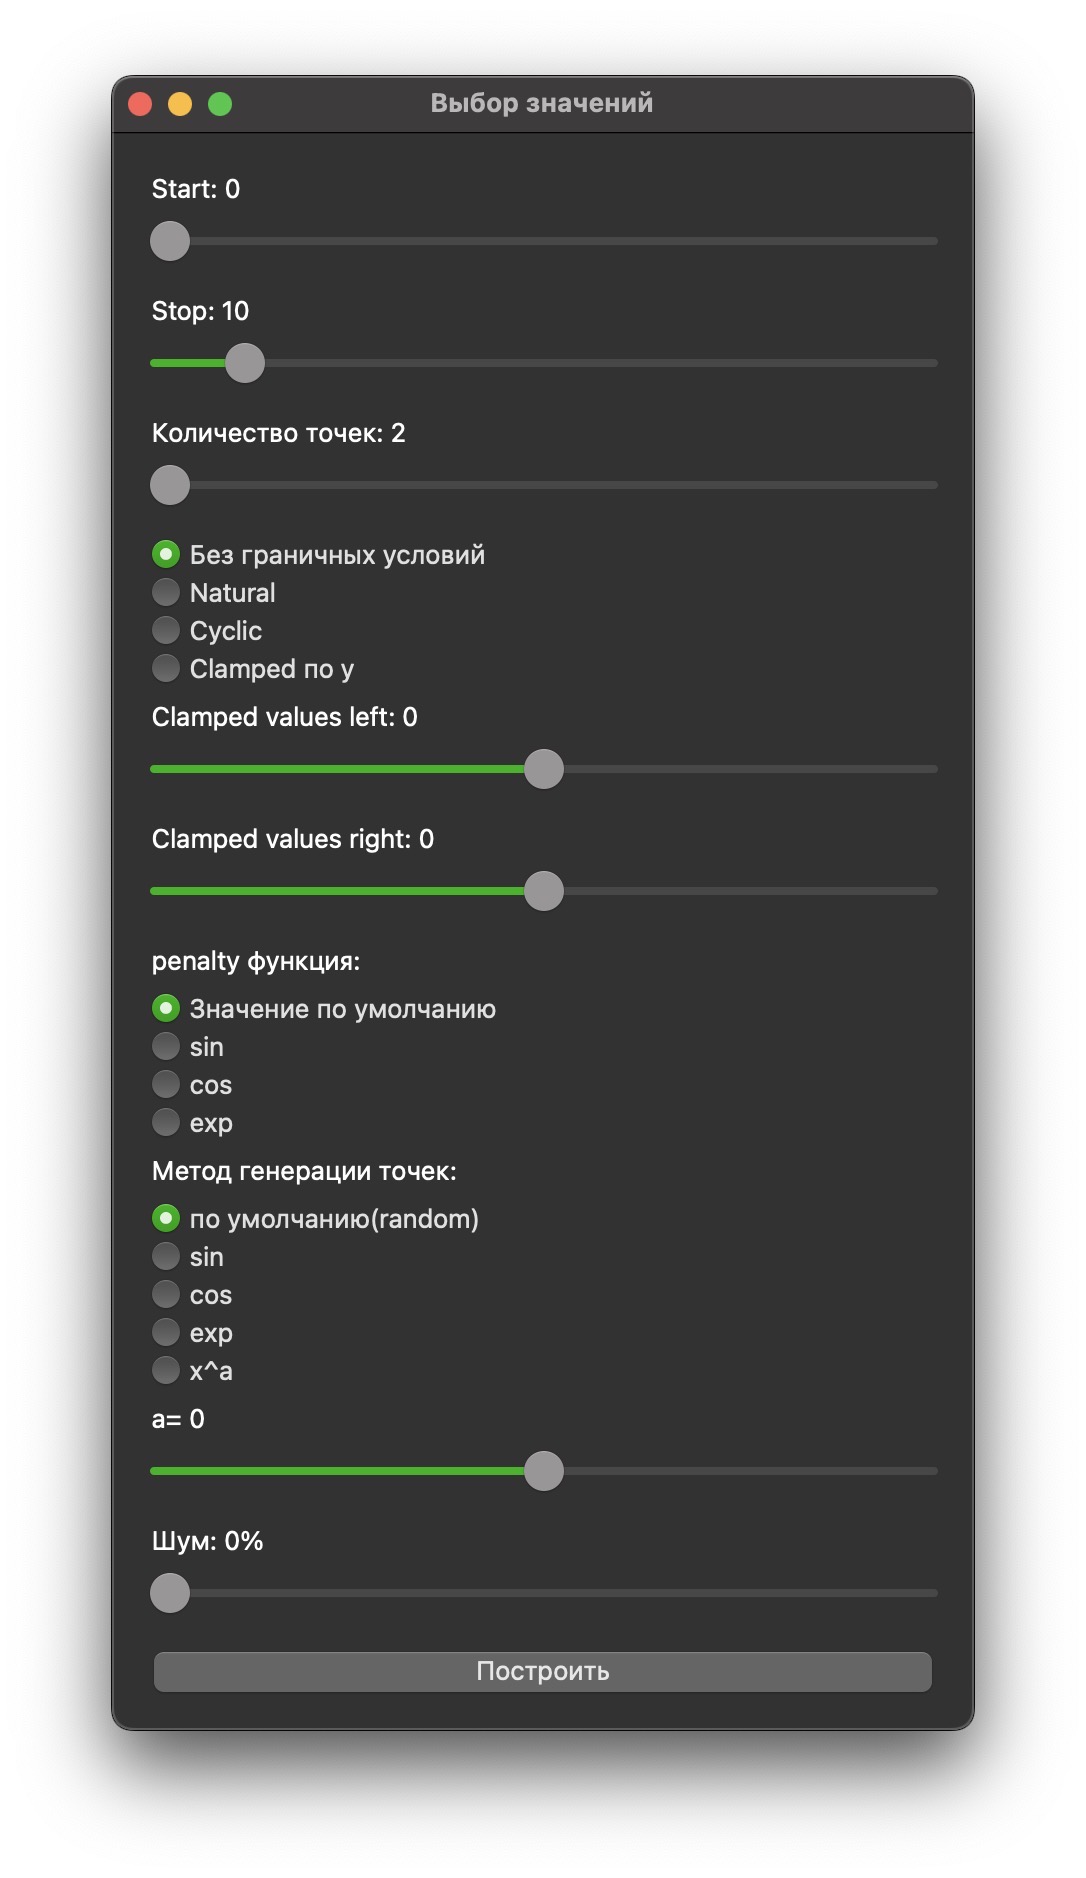 Выбор значений
Start: 0
Stop: 10
Количество точек: 2
Без граничных условий
Natural
Cyclic
Clamped по y
Clamped values left: 0
Clamped values right: 0
penalty функция:
Значение по умолчанию
sin
cos
exp
Метод генерации точек:
по умолчанию(random)
sin
cos
exp
x^a
a= 0
Шум: 0%
Построить